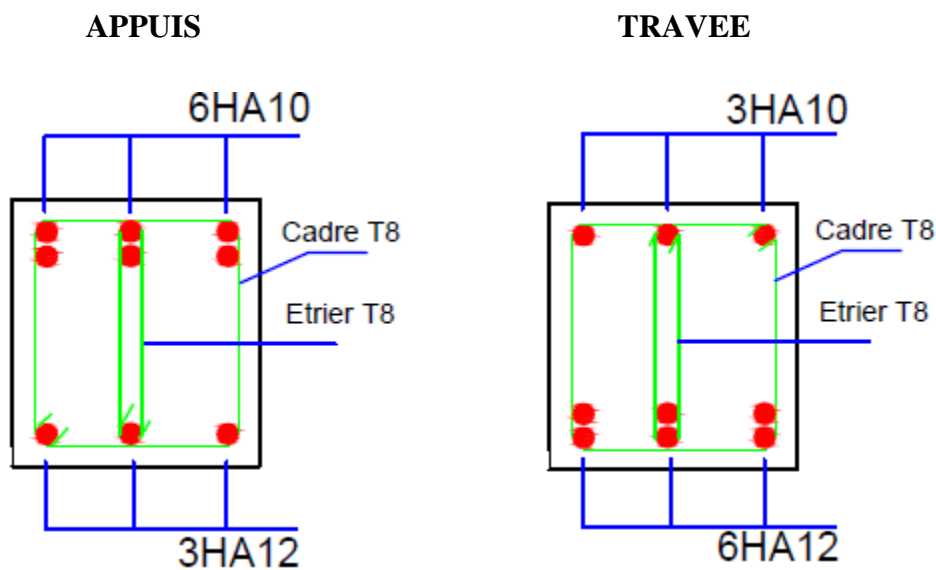 APPUIS
TRAVEE
6HA10
Cadre T8
Etrier T8
3HA12
3HA10
Cadre T8
Etrier T8
6HA12